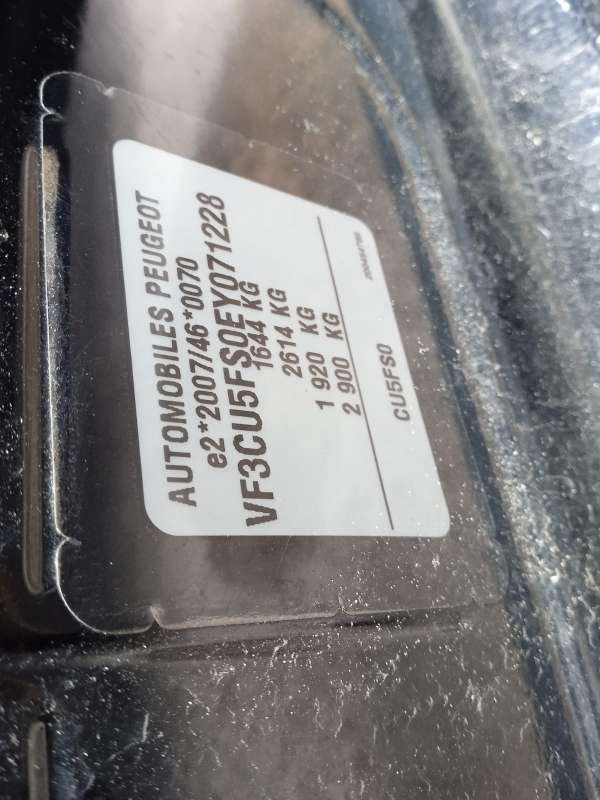 AUTOMOBILES PEUGEOT
e2*2007/46*0070
VF3CU5FS0EY071228
1644 KG
2614 KG
1 920 KG
2 900 KG
CU5FS0